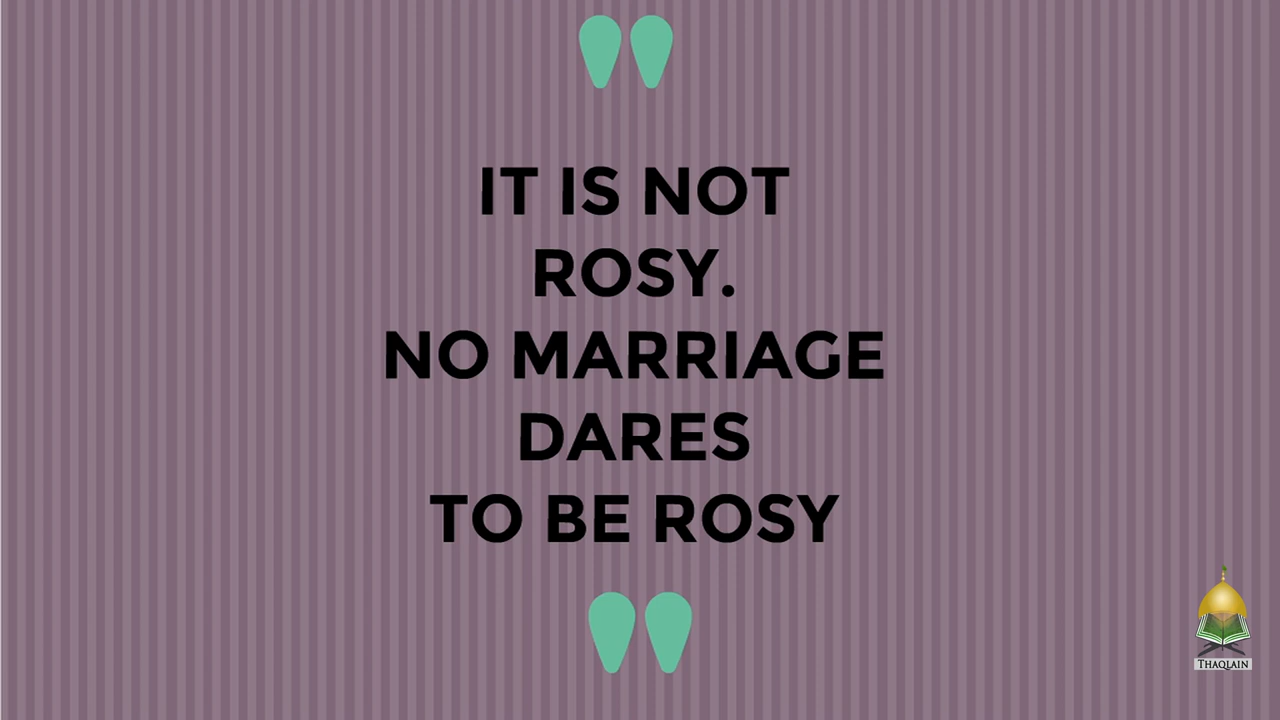 IT IS NOT
ROSY.
NO MARRIAGE
DARES
TO BE ROSY
THAQLAIN